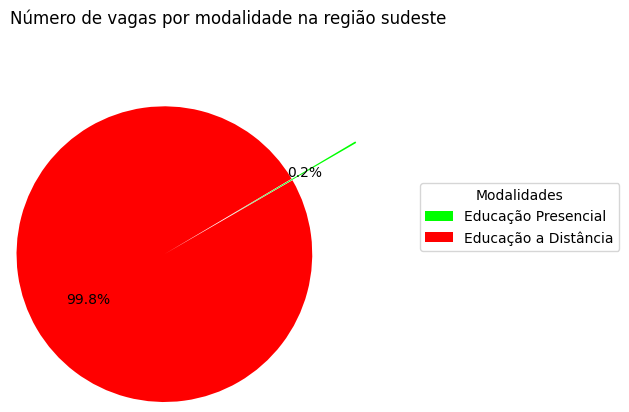 Número de vagas por modalidade na região sudeste
0.2%
Modalidades
Educação Presencial
Educação a Distância
99.8%